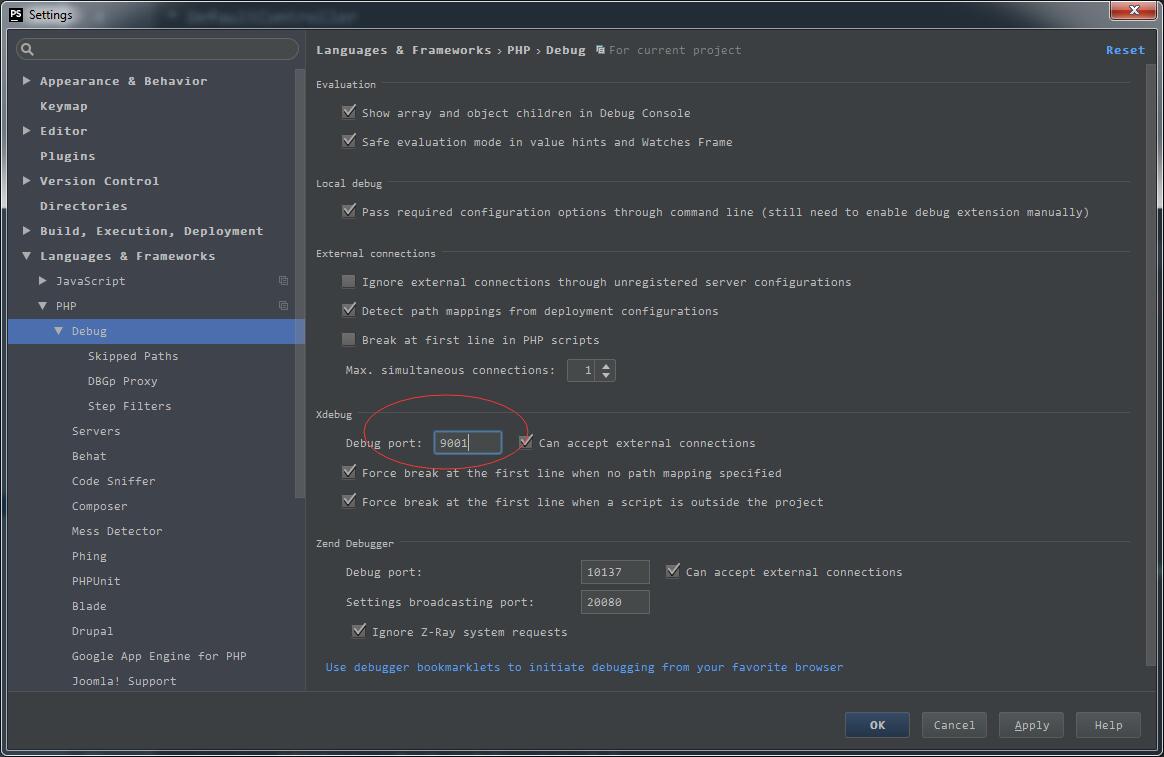 PS Settings
Languages & Frameworks › PHP › Debug For current project Reset
Appearance & Behavior
Keymap
Editor
Plugins
Version Control
Directories
Build, Execution, Deployment
Languages & Frameworks
JavaScript
PHP
Debug
Skipped Paths
DBGp Proxy
Step Filters
Servers
Behat
Code Sniffer
Composer
Mess Detector
Phing
PHPUnit
Blade
Drupal
Google App Engine for PHP
Joomla! Support
Evaluation
Show array and object children in Debug Console
Safe evaluation mode in value hints and Watches Frame
Local debug
Pass required configuration options through command line (still need to enable debug extension manually)
External connections
Ignore external connections through unregistered server configurations
Detect path mappings from deployment configurations
Break at first line in PHP scripts
Max. simultaneous connections: 1
Xdebug
Debug port: 9001 Can accept external connections
Force break at the first line when no path mapping specified
Force break at the first line when a script is outside the project
Zend Debugger
Debug port: 10137 Can accept external connections
Settings broadcasting port: 20080
Ignore Z-Ray system requests
Use debugger bookmarklets to initiate debugging from your favorite browser
OK Cancel Apply Help